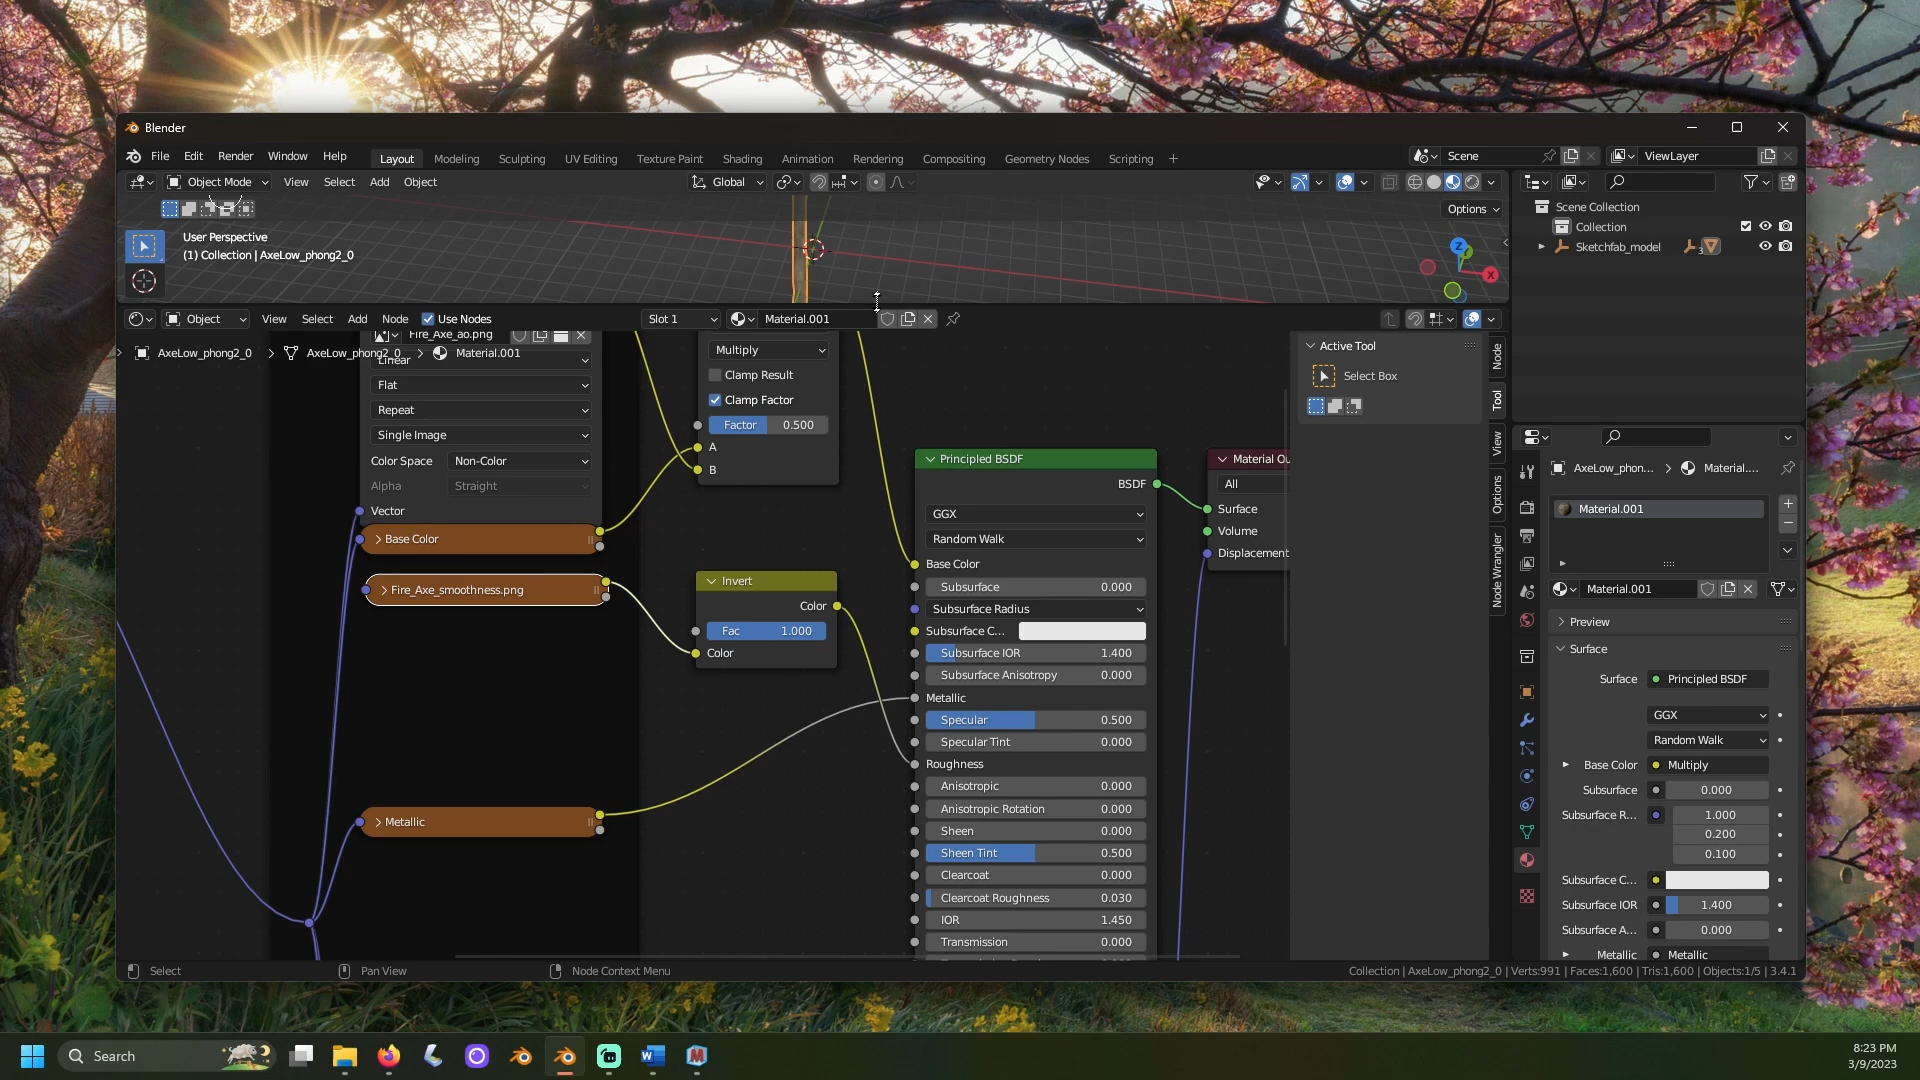 Blender
File Edit Render Window Help Layout Modeling Sculpting UV Editing Texture Paint Shading Animation Rendering Compositing Geometry Nodes Scripting + Scene ViewLayer
Object Mode View Select Add Object Global
Options
User Perspective
(1) Collection | AxeLow_phong2_0
Z
X
Scene Collection
Collection
Sketchfab_model
Object View Select Add Node Use Nodes Slot 1 Material.001
Fire_Axe_ao.png
AxeLow_phong2_0 > AxeLow_phong2_0 > Material.001
Linear
Flat
Repeat
Single Image
Color Space Non-Color
Alpha Straight
Vector
Base Color
Fire_Axe_smoothness.png
Metallic
Multiply
Clamp Result
Clamp Factor
Factor 0.500
A
B
Invert
Color
Fac 1.000
Color
Principled BSDF
BSDF
GGX
Random Walk
Base Color
Subsurface 0.000
Subsurface Radius
Subsurface C...
Subsurface IOR 1.400
Subsurface Anisotropy 0.000
Metallic
Specular 0.500
Specular Tint 0.000
Roughness
Anisotropic 0.000
Anisotropic Rotation 0.000
Sheen 0.000
Sheen Tint 0.500
Clearcoat 0.000
Clearcoat Roughness 0.030
IOR 1.450
Transmission 0.000
Material Ou
All
Surface
Volume
Displacement
Active Tool
Select Box
Node
Tool
View
Options
Node Wrangler
AxeLow_phon... > Material....
Material.001
Material.001
Preview
Surface
Surface Principled BSDF
GGX
Random Walk
Base Color Multiply
Subsurface 0.000
Subsurface R... 1.000
0.200
0.100
Subsurface C...
Subsurface IOR 1.400
Subsurface A... 0.000
Metallic Metallic
Select Pan View Node Context Menu Collection | AxeLow_phong2_0 | Verts:991 | Faces:1,600 | Tris:1,600 | Objects:1/5 | 3.4.1
Search
8:23 PM
3/9/2023